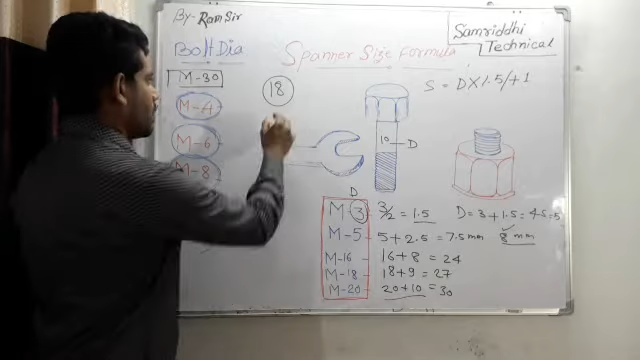 By- Ram Sir
Samriddhi
Technical
Bolt Dia
Spanner Size Formula
M-30
M-4
M-6
M-8
18
S = D×1.5/+1
10
D
D
M-3 3/2 = 1.5 D = 3 + 1.5 = 4.5 = 5
M-5 5 + 2.5 = 7.5 mm 8 mm
M-16 16 + 8 = 24
M-18 18 + 9 = 27
M-20 20 + 10 = 30